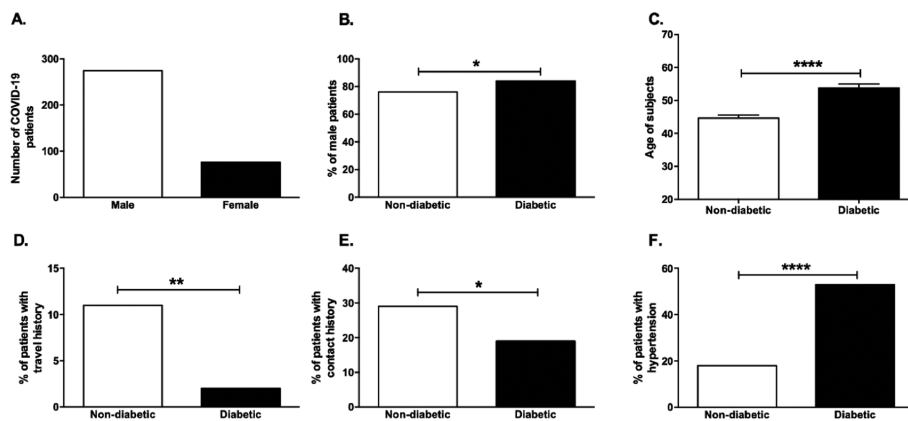 A.
Number of COVID-19
patients
300
200
100
0
Male Female
B.
% of male patients
100
80
60
40
20
0
*
Non-diabetic Diabetic
C.
Age of subjects
70
60
50
40
30
20
****
Non-diabetic Diabetic
D.
% of patients with
travel history
15
10
5
0
**
Non-diabetic Diabetic
E.
% of patients with
contact history
40
30
20
10
0
*
Non-diabetic Diabetic
F.
% of patients with
hypertension
60
40
20
0
****
Non-diabetic Diabetic